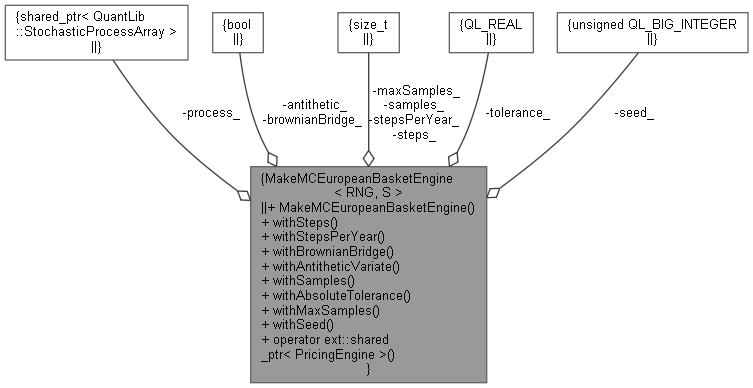 {shared_ptr< QuantLib
::StochasticProcessArray >
||}
{bool
||}
{size_t
||}
{QL_REAL
||}
{unsigned QL_BIG_INTEGER
||}
-process_
-antithetic_
-brownianBridge_
-maxSamples_
-samples_
-stepsPerYear_
-steps_
-tolerance_
-seed_
{MakeMCEuropeanBasketEngine
< RNG, S >
||+ MakeMCEuropeanBasketEngine()
+ withSteps()
+ withStepsPerYear()
+ withBrownianBridge()
+ withAntitheticVariate()
+ withSamples()
+ withAbsoluteTolerance()
+ withMaxSamples()
+ withSeed()
+ operator ext::shared
_ptr< PricingEngine >()
}